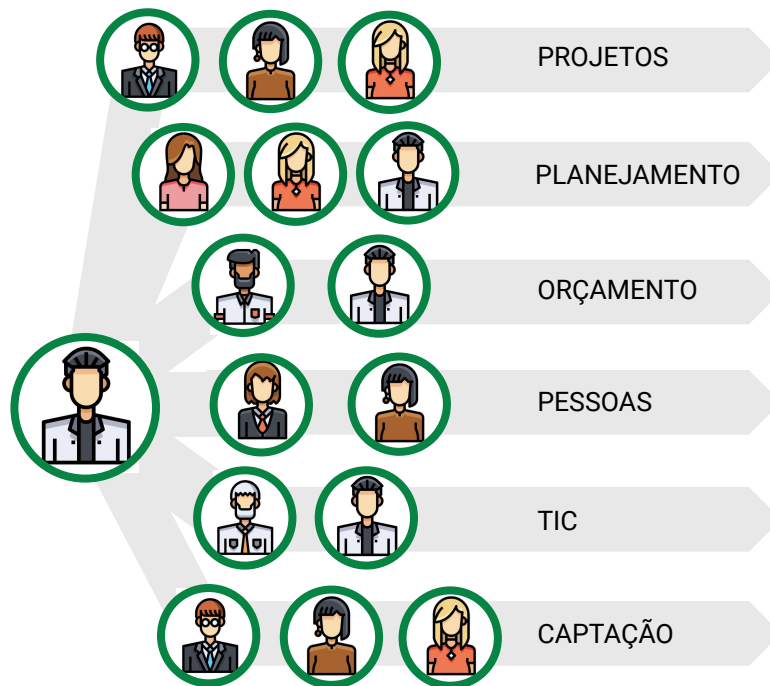 PROJETOS
PLANEJAMENTO
ORÇAMENTO
PESSOAS
TIC
CAPTAÇÃO